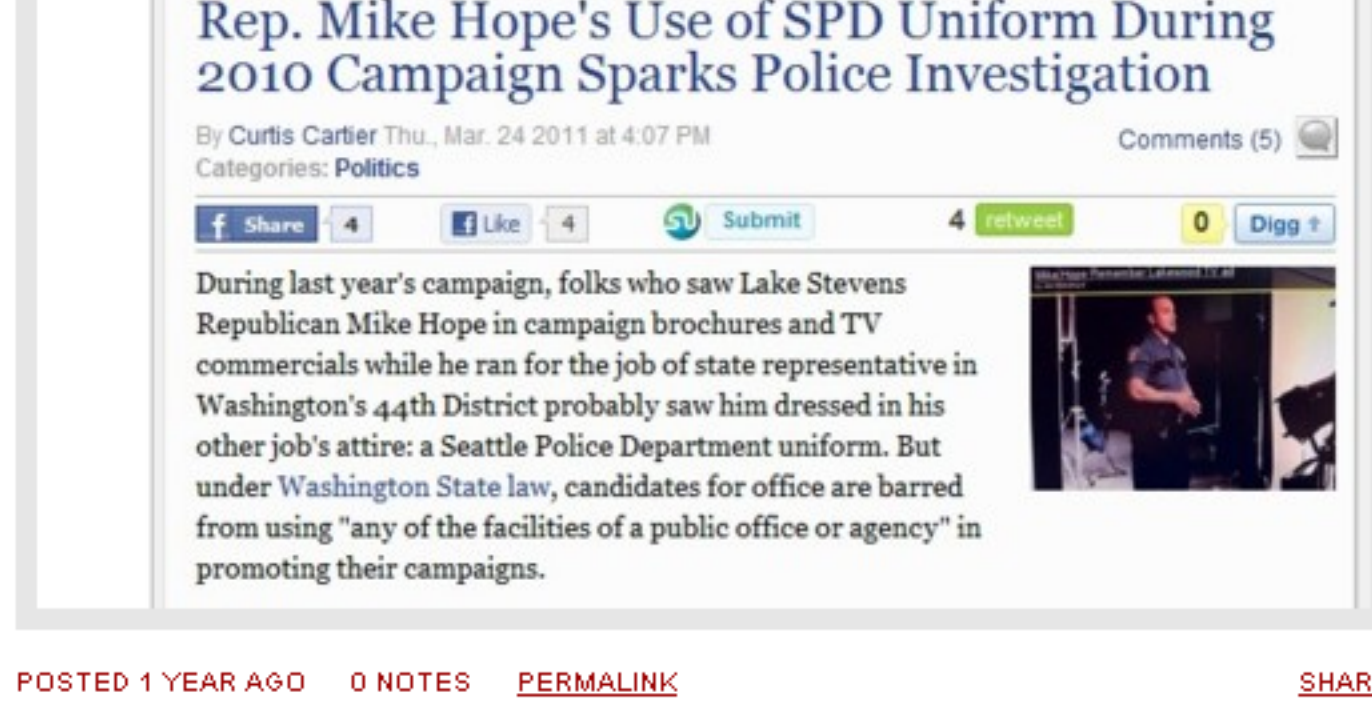 Rep. Mike Hope's Use of SPD Uniform During
2010 Campaign Sparks Police Investigation
By Curtis Cartier Thu., Mar. 24 2011 at 4:07 PM
Comments (5)
Categories: Politics
f Share 4 f Like 4 Submit 4 retweet 0 Digg
During last year's campaign, folks who saw Lake Stevens
Republican Mike Hope in campaign brochures and TV
commercials while he ran for the job of state representative in
Washington's 44th District probably saw him dressed in his
other job's attire: a Seattle Police Department uniform. But
under Washington State law, candidates for office are barred
from using "any of the facilities of a public office or agency" in
promoting their campaigns.
Mike Hope Remember Lakewood TV ad
POSTED 1 YEAR AGO 0 NOTES PERMALINK SHAR